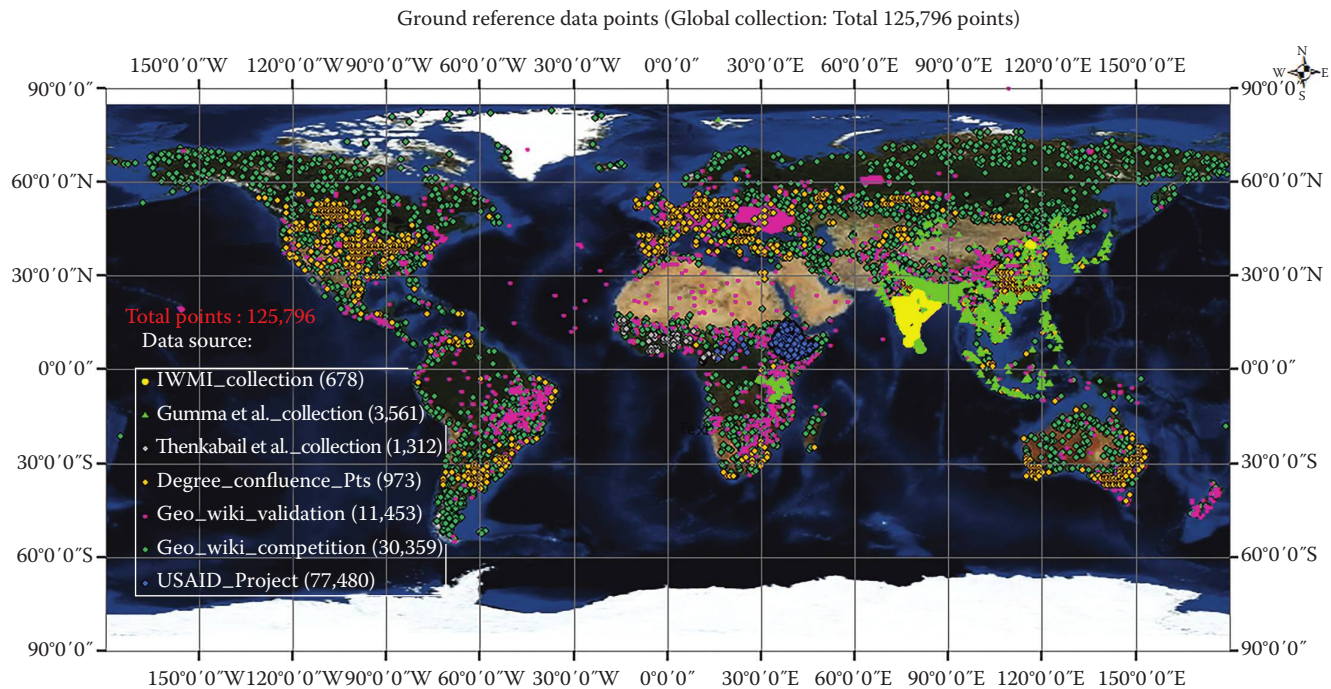 Ground reference data points (Global collection: Total 125,796 points)
150°0′0″W 120°0′0″W 90°0′0″W 60°0′0″W 30°0′0″W 0°0′0″ 30°0′0″E 60°0′0″E 90°0′0″E 120°0′0″E 150°0′0″E
N
W E
S
90°0′0″N 90°0′0″N
60°0′0″N 60°0′0″N
30°0′0″N 30°0′0″N
0°0′0″ 0°0′0″
30°0′0″S 30°0′0″S
60°0′0″S 60°0′0″S
90°0′0″S 90°0′0″S
Total points : 125,796
Data source:
IWMI_collection (678)
Gumma et al._collection (3,561)
Thenkabail et al._collection (1,312)
Degree_confluence_Pts (973)
Geo_wiki_validation (11,453)
Geo_wiki_competition (30,359)
USAID_Project (77,480)
150°0′0″W 120°0′0″W 90°0′0″W 60°0′0″W 30°0′0″W 0°0′0″ 30°0′0″E 60°0′0″E 90°0′0″E 120°0′0″E 150°0′0″E